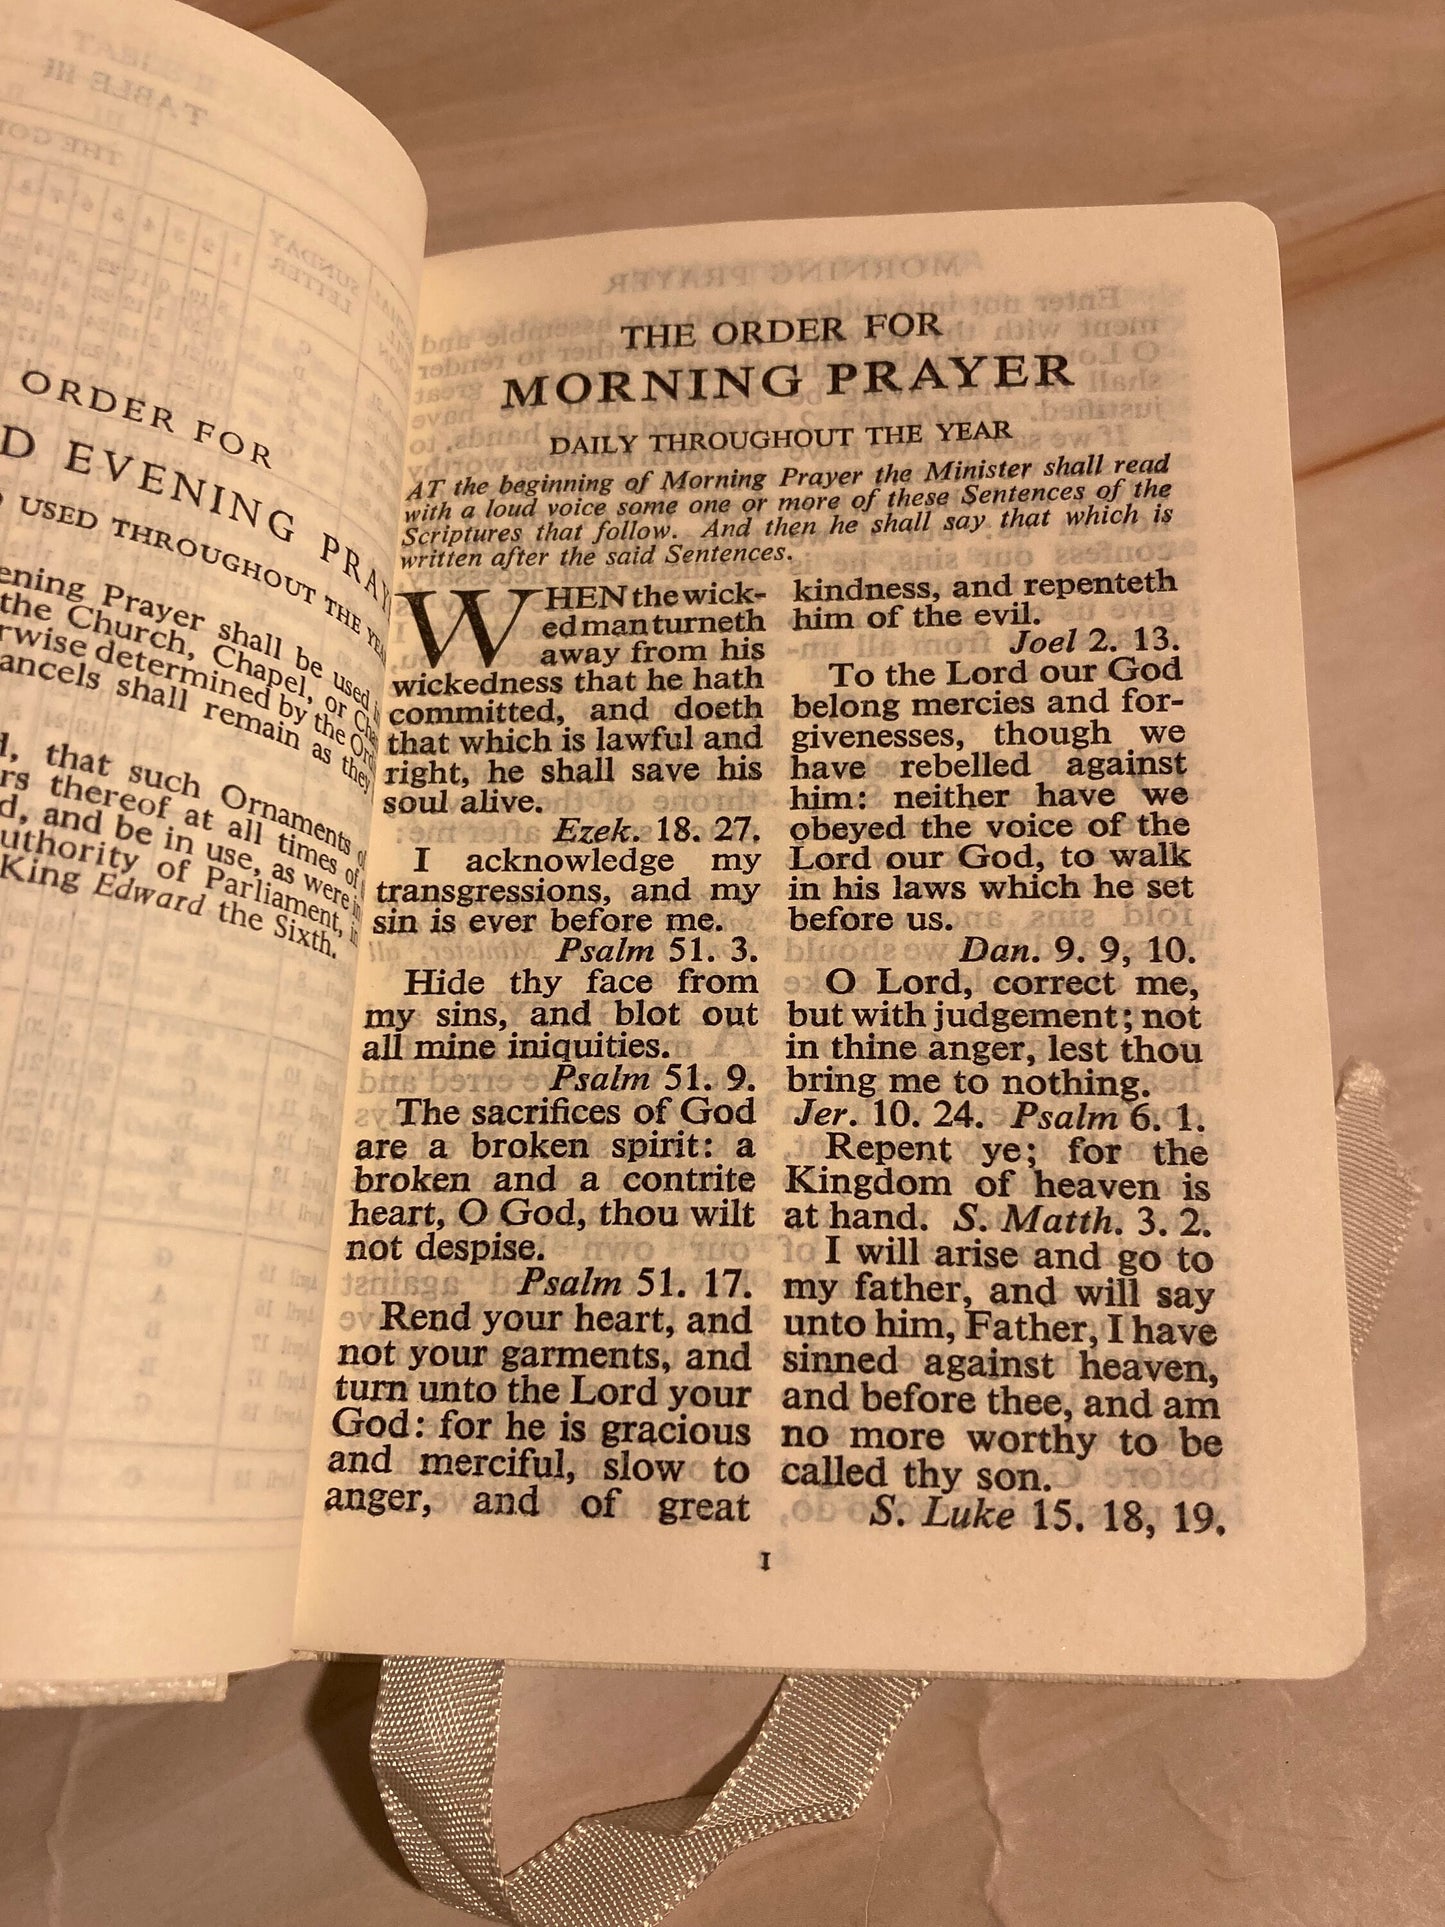 ORDER FOR
D EVENING PRAY
USED THROUGHOUT THE YEA
ening Prayer shall be used
the Church, Chapel, or Cha
rwise determined by the Ord
ancels shall remain as they
d, that such Ornaments of
rs thereof at all times of
d, and be in use, as were in
uthority of Parliament, in
King Edward the Sixth.
THE ORDER FOR
MORNING PRAYER
DAILY THROUGHOUT THE YEAR
AT the beginning of Morning Prayer the Minister shall read
with a loud voice some one or more of these Sentences of the
Scriptures that follow. And then he shall say that which is
written after the said Sentences.
WHEN the wick-
ed man turneth
away from his
wickedness that he hath
committed, and doeth
that which is lawful and
right, he shall save his
soul alive.
Ezek. 18. 27.
I acknowledge my
transgressions, and my
sin is ever before me.
Psalm 51. 3.
Hide thy face from
my sins, and blot out
all mine iniquities.
Psalm 51. 9.
The sacrifices of God
are a broken spirit: a
broken and a contrite
heart, O God, thou wilt
not despise.
Psalm 51. 17.
Rend your heart, and
not your garments, and
turn unto the Lord your
God: for he is gracious
and merciful, slow to
anger, and of great
kindness, and repenteth
him of the evil.
Joel 2. 13.
To the Lord our God
belong mercies and for-
givenesses, though we
have rebelled against
him: neither have we
obeyed the voice of the
Lord our God, to walk
in his laws which he set
before us.
Dan. 9. 9, 10.
O Lord, correct me,
but with judgement; not
in thine anger, lest thou
bring me to nothing.
Jer. 10. 24. Psalm 6. 1.
Repent ye; for the
Kingdom of heaven is
at hand. S. Matth. 3. 2.
I will arise and go to
my father, and will say
unto him, Father, I have
sinned against heaven,
and before thee, and am
no more worthy to be
called thy son.
S. Luke 15. 18, 19.
1